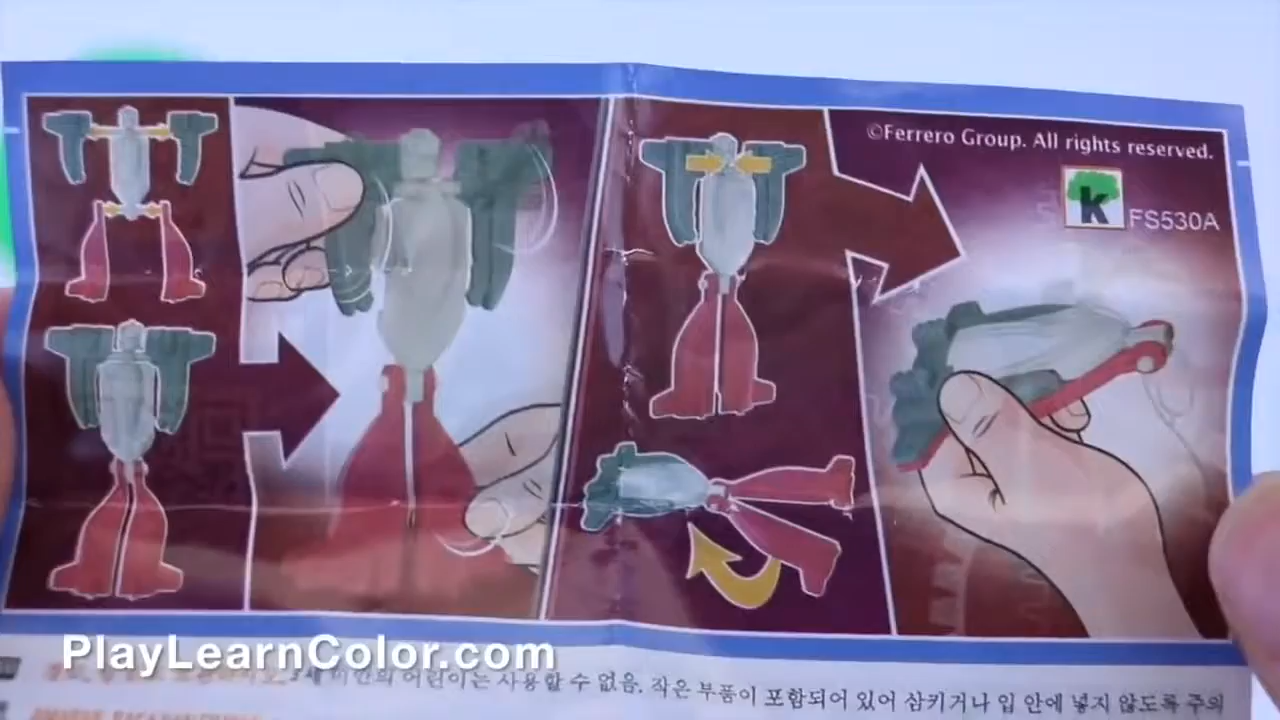 ©Ferrero Group. All rights reserved.
k
FS530A
PlayLearnColor.com
3세 미만의 어린이는 사용할 수 없음. 작은 부품이 포함되어 있어 삼키거나 입 안에 넣지 않도록 주의